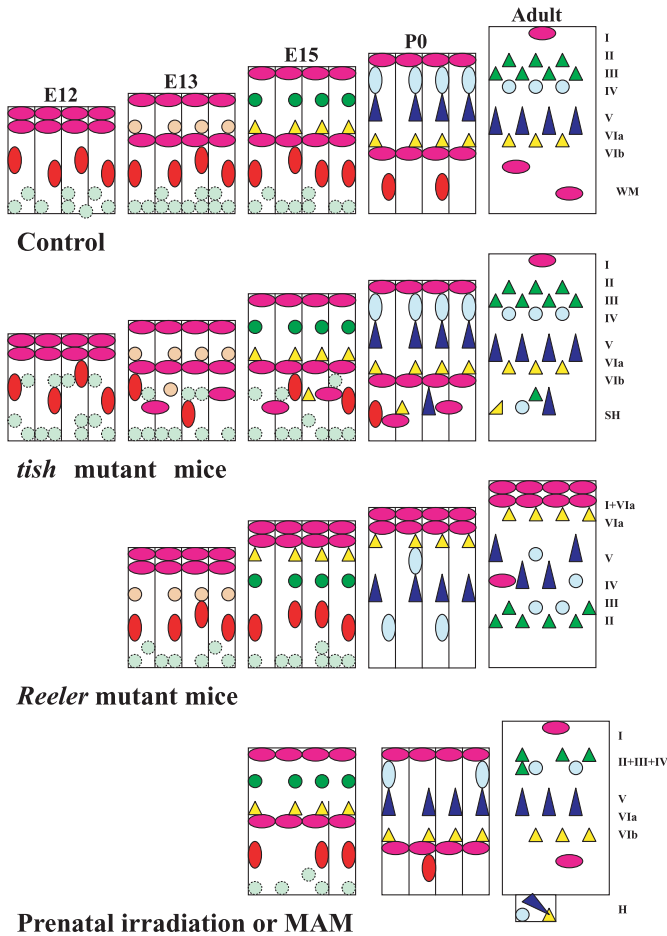 E12
E13
E15
P0
Adult
I
II
III
IV
V
VIa
VIb
WM
Control
I
II
III
IV
V
VIa
VIb
SH
tish mutant mice
I+VIa
VIa
V
IV
III
II
Reeler mutant mice
I
II+III+IV
V
VIa
VIb
H
Prenatal irradiation or MAM